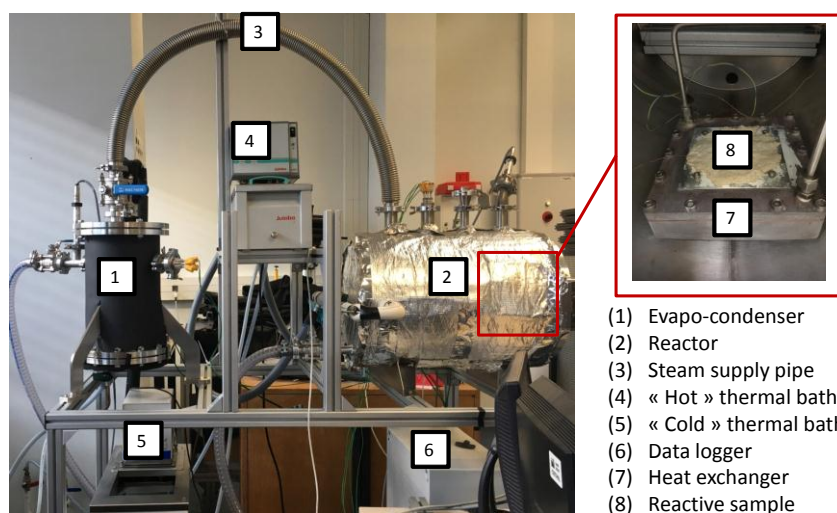 3
4
Julabo
1
2
5
6
8
7
(1) Evapo-condenser
(2) Reactor
(3) Steam supply pipe
(4) « Hot » thermal bath
(5) « Cold » thermal bath
(6) Data logger
(7) Heat exchanger
(8) Reactive sample